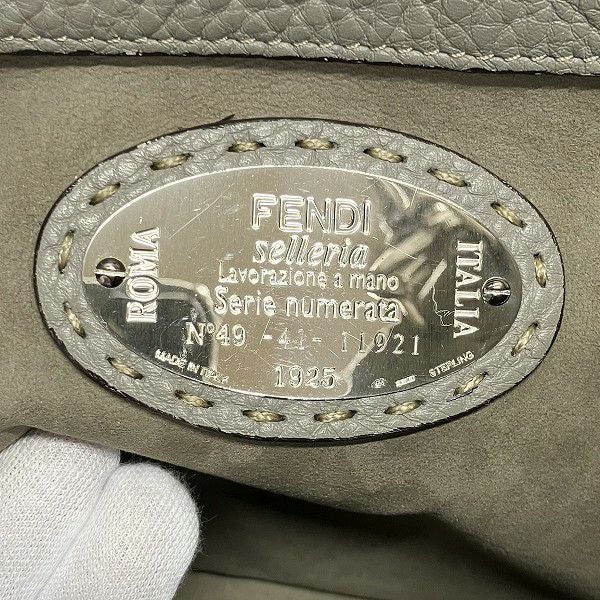 FENDI
selleria
Lavorazione a mano
Serie numerata
N°49 -41- 11921
1925
ROMA
ITALIA
MADE IN ITALY
STERLING